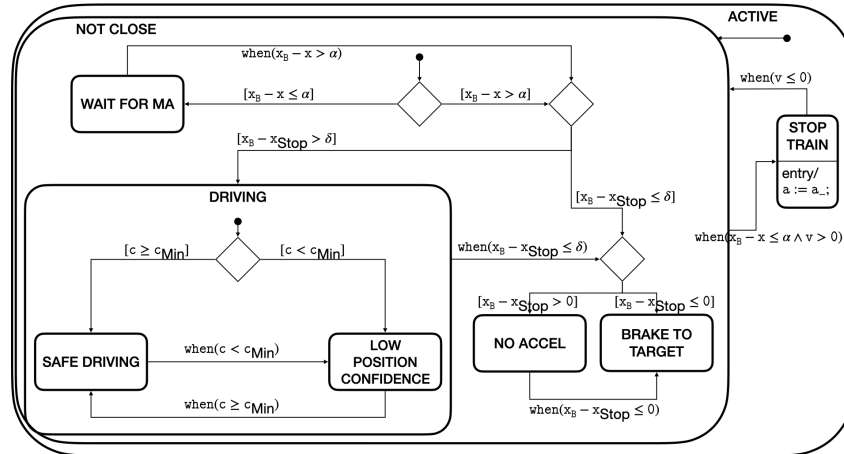 ACTIVE
NOT CLOSE
when(x_B − x > α)
when(v ≤ 0)
WAIT FOR MA
[x_B − x ≤ α]
[x_B − x > α]
STOP
TRAIN
entry/
a := a_;
[x_B − x_Stop > δ]
DRIVING
[x_B − x_Stop ≤ δ]
when(x_B − x ≤ α ∧ v > 0)
[c ≥ c_Min]
[c < c_Min]
when(x_B − x_Stop ≤ δ)
[x_B − x_Stop > 0]
[x_B − x_Stop ≤ 0]
SAFE DRIVING
when(c < c_Min)
LOW
POSITION
CONFIDENCE
NO ACCEL
BRAKE TO
TARGET
when(c ≥ c_Min)
when(x_B − x_Stop ≤ 0)